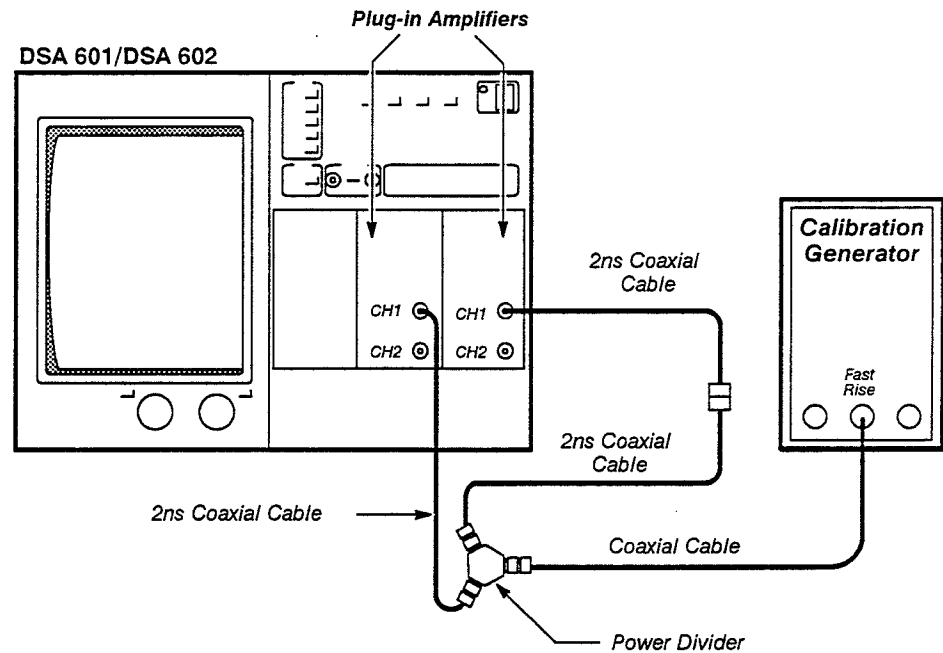 Plug-in Amplifiers
DSA 601/DSA 602
Calibration
Generator
2ns Coaxial
Cable
CH1
CH1
CH2
CH2
Fast
Rise
2ns Coaxial
Cable
2ns Coaxial Cable
Coaxial Cable
Power Divider